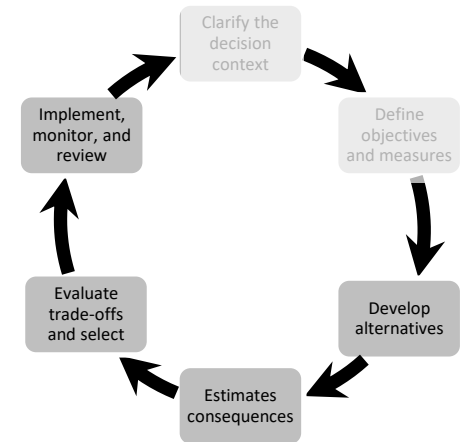 Clarify the
decision
context
Define
objectives
and measures
Develop
alternatives
Estimates
consequences
Evaluate
trade-offs
and select
Implement,
monitor, and
review